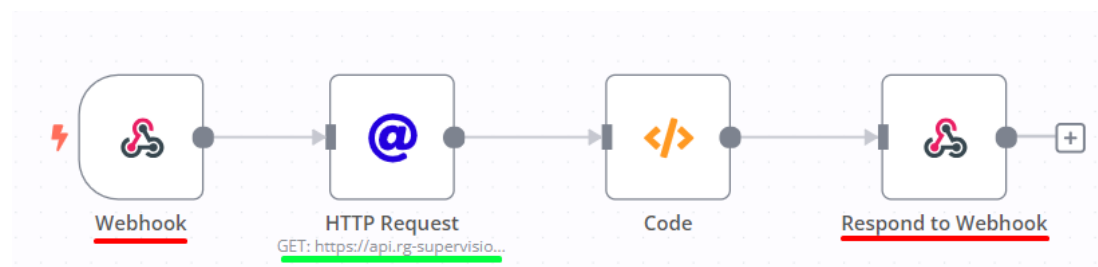 Webhook
HTTP Request
GET: https://api.rg-supervisio...
Code
Respond to Webhook